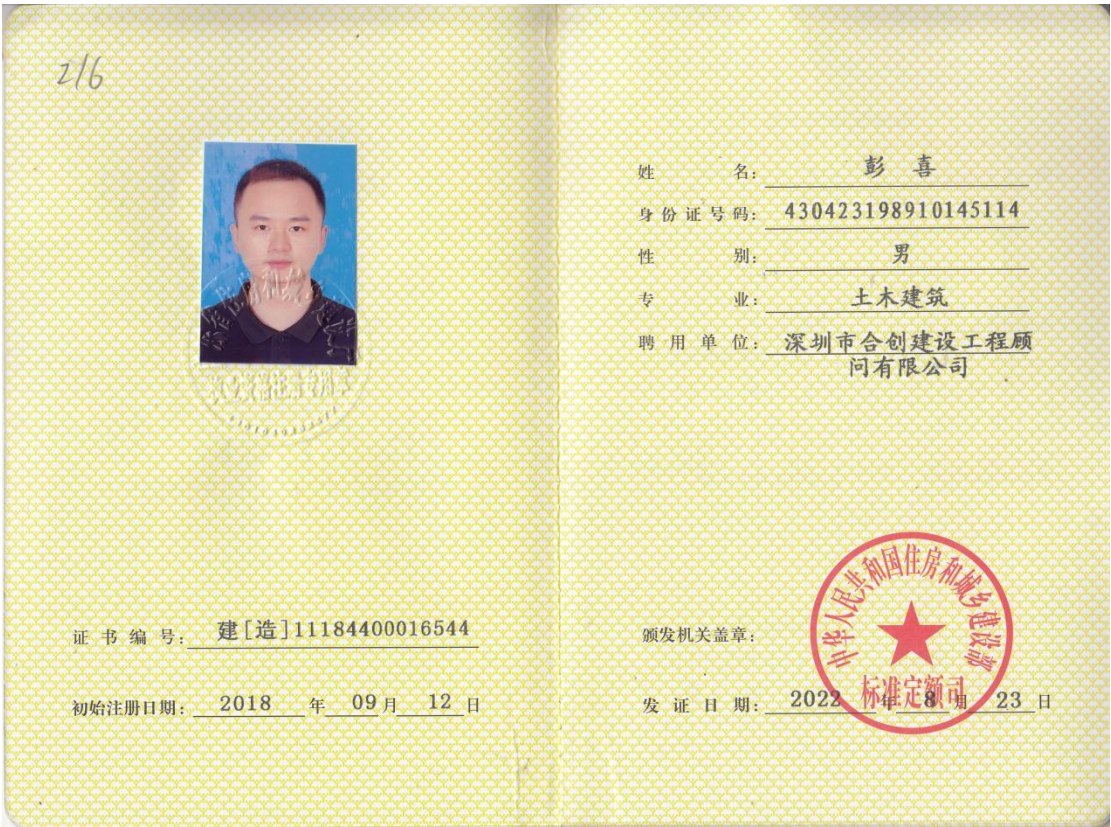 216
证书编号: 建[造]11184400016544
初始注册日期: 2018 年 09 月 12 日
姓 名: 彭 喜
身份证号码: 430423198910145114
性 别: 男
专 业: 土木建筑
聘用单位: 深圳市合创建设工程顾
问有限公司
颁发机关盖章:
中华人民共和国住房和城乡建设部
标准定额司
发证日期: 2022 年 8 月 23 日